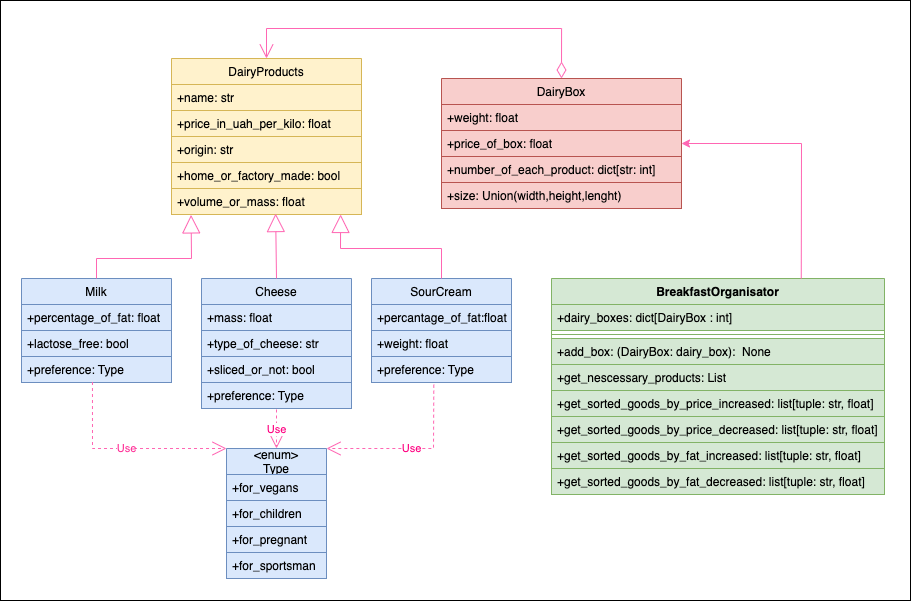 DairyProducts
+name: str
+price_in_uah_per_kilo: float
+origin: str
+home_or_factory_made: bool
+volume_or_mass: float
DairyBox
+weight: float
+price_of_box: float
+number_of_each_product: dict[str: int]
+size: Union(width,height,lenght)
Milk
+percentage_of_fat: float
+lactose_free: bool
+preference: Type
Cheese
+mass: float
+type_of_cheese: str
+sliced_or_not: bool
+preference: Type
SourCream
+percantage_of_fat:float
+weight: float
+preference: Type
BreakfastOrganisator
+dairy_boxes: dict[DairyBox : int]
+add_box: (DairyBox: dairy_box): None
+get_nescessary_products: List
+get_sorted_goods_by_price_increased: list[tuple: str, float]
+get_sorted_goods_by_price_decreased: list[tuple: str, float]
+get_sorted_goods_by_fat_increased: list[tuple: str, float]
+get_sorted_goods_by_fat_decreased: list[tuple: str, float]
Use
Use
Use
<enum>
Type
+for_vegans
+for_children
+for_pregnant
+for_sportsman